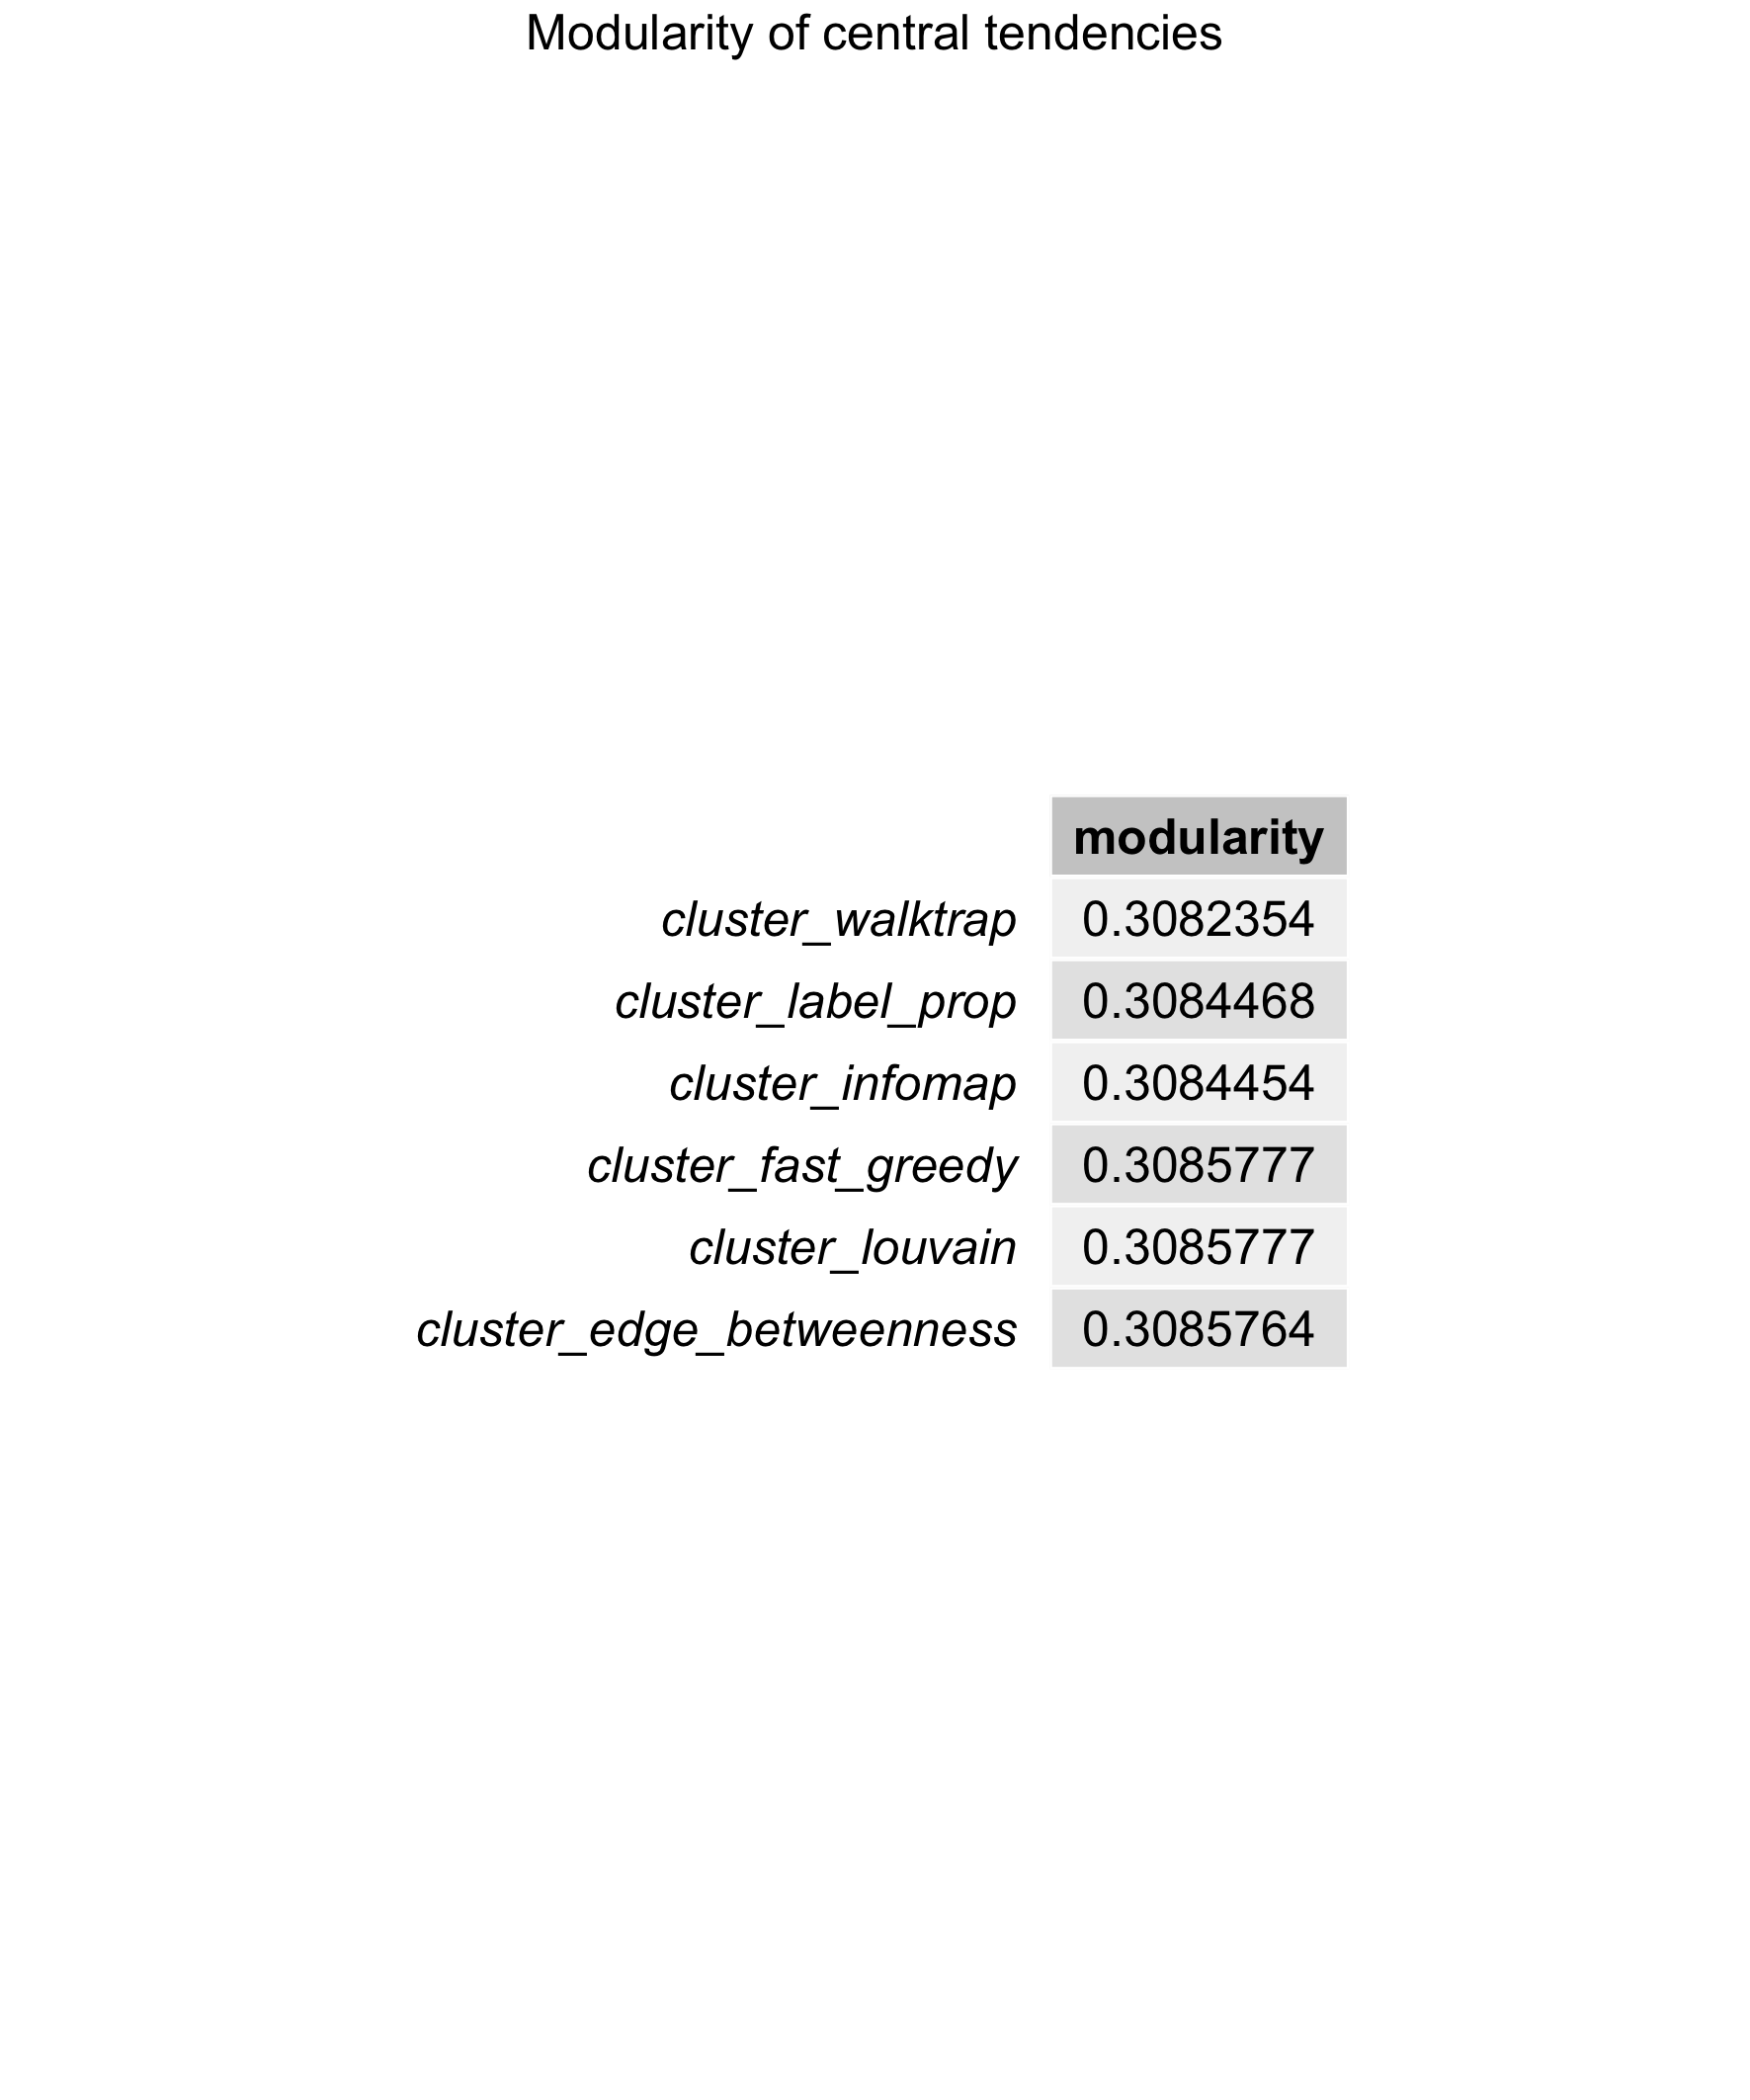 Modularity of central tendencies
modularity
cluster_walktrap 0.3082354
cluster_label_prop 0.3084468
cluster_infomap 0.3084454
cluster_fast_greedy 0.3085777
cluster_louvain 0.3085777
cluster_edge_betweenness 0.3085764